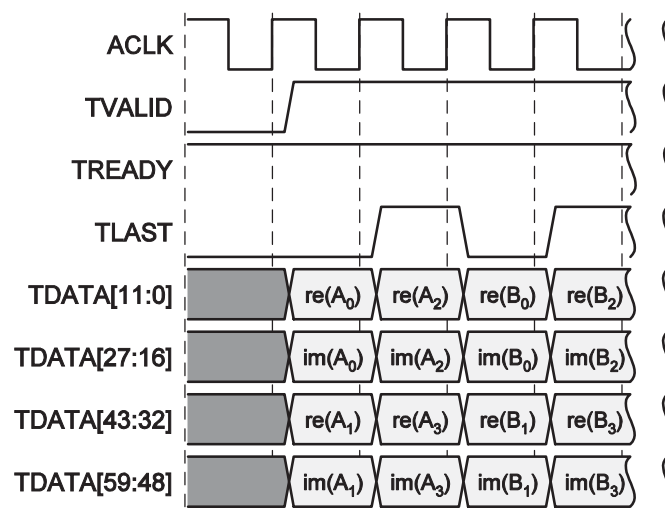 ACLK
TVALID
TREADY
TLAST
TDATA[11:0] re(A₀) re(A₂) re(B₀) re(B₂)
TDATA[27:16] im(A₀) im(A₂) im(B₀) im(B₂)
TDATA[43:32] re(A₁) re(A₃) re(B₁) re(B₃)
TDATA[59:48] im(A₁) im(A₃) im(B₁) im(B₃)